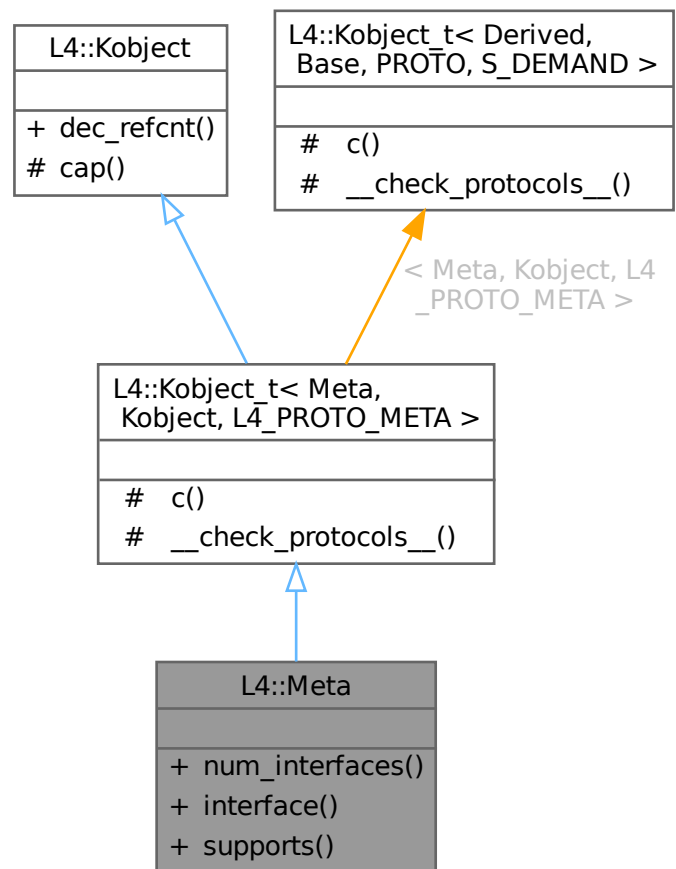 L4::Kobject
+ dec_refcnt()
# cap()
L4::Kobject_t< Derived,
Base, PROTO, S_DEMAND >
# c()
# __check_protocols__()
< Meta, Kobject, L4
_PROTO_META >
L4::Kobject_t< Meta,
Kobject, L4_PROTO_META >
# c()
# __check_protocols__()
L4::Meta
+ num_interfaces()
+ interface()
+ supports()